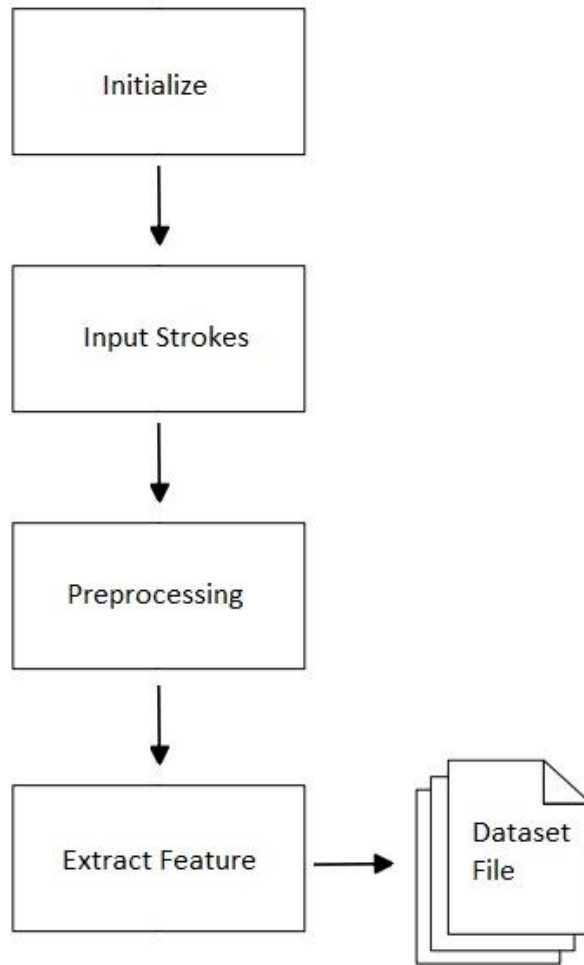 Initialize
Input Strokes
Preprocessing
Extract Feature
Dataset
File